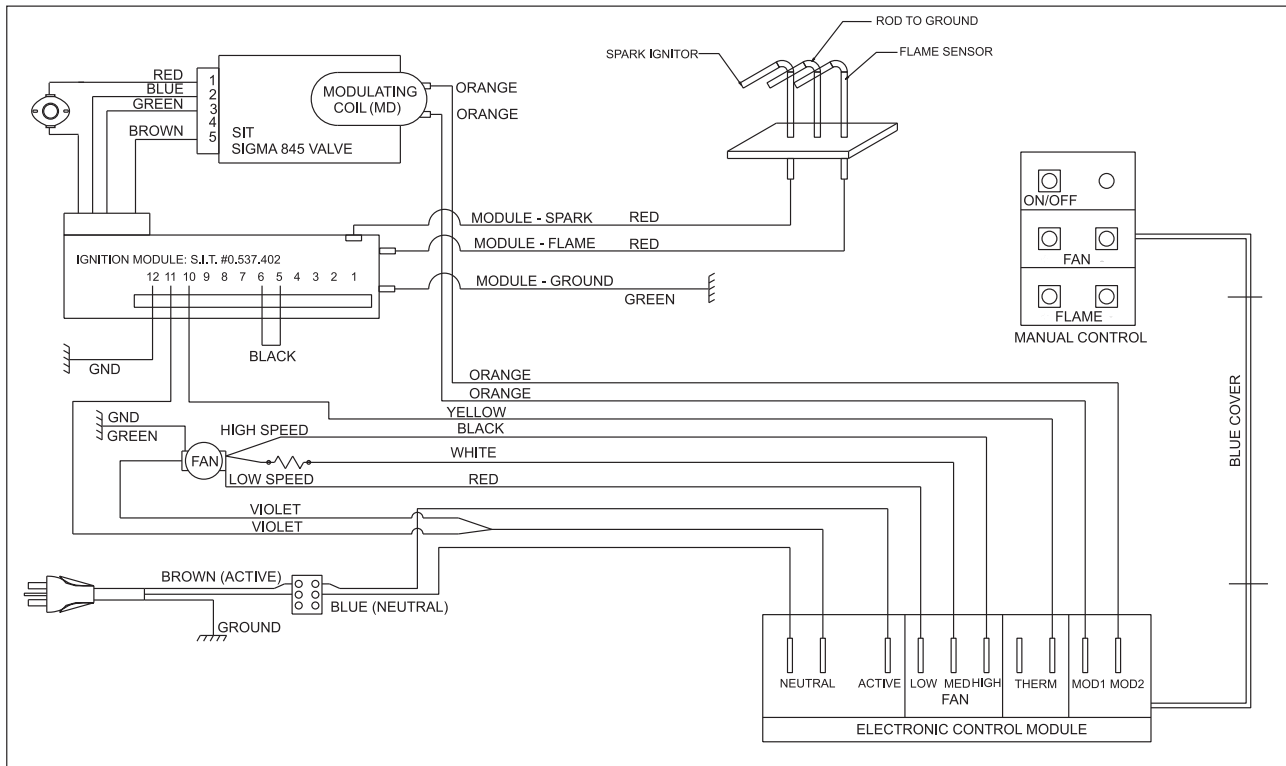 ROD TO GROUND
SPARK IGNITOR
FLAME SENSOR
RED
BLUE
GREEN
BROWN
1
2
3
4
5
SIT
SIGMA 845 VALVE
MODULATING
COIL (MD)
ORANGE
ORANGE
MODULE - SPARK RED
MODULE - FLAME RED
MODULE - GROUND
GREEN
IGNITION MODULE: S.I.T. #0.537.402
12 11 10 9 8 7 6 5 4 3 2 1
GND
BLACK
ON/OFF
FAN
FLAME
MANUAL CONTROL
BLUE COVER
ORANGE
ORANGE
YELLOW
BLACK
WHITE
RED
GND
GREEN
FAN
HIGH SPEED
LOW SPEED
VIOLET
VIOLET
BROWN (ACTIVE)
BLUE (NEUTRAL)
GROUND
NEUTRAL ACTIVE LOW MED HIGH THERM MOD1 MOD2
FAN
ELECTRONIC CONTROL MODULE